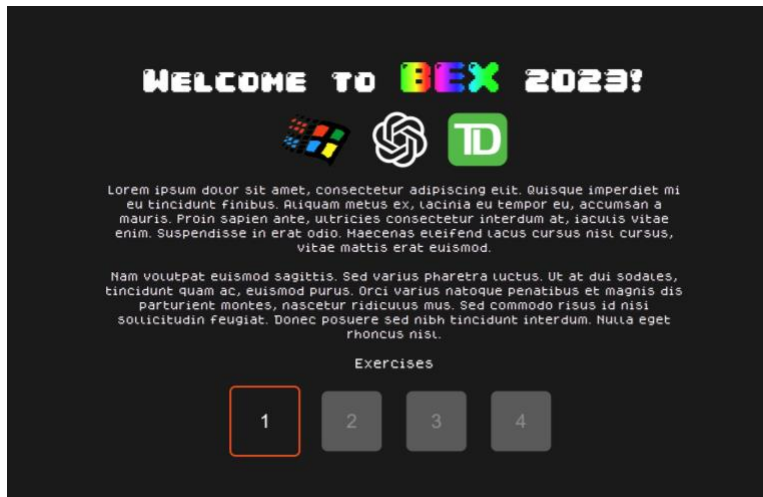 Welcome to BEX 2023!
TD
Lorem ipsum dolor sit amet, consectetur adipiscing elit. Quisque imperdiet mi
eu tincidunt finibus. Aliquam metus ex, lacinia eu tempor eu, accumsan a
mauris. Proin sapien ante, ultricies consectetur interdum at, iaculis vitae
enim. Suspendisse in erat odio. Maecenas eleifend lacus cursus nisl cursus,
vitae mattis erat euismod.
Nam volutpat euismod sagittis. Sed varius pharetra luctus. Ut at dui sodales,
tincidunt quam ac, euismod purus. Orci varius natoque penatibus et magnis dis
parturient montes, nascetur ridiculus mus. Sed commodo risus id nisi
sollicitudin feugiat. Donec posuere sed nibh tincidunt interdum. Nulla eget
rhoncus nisl.
Exercises
1 2 3 4